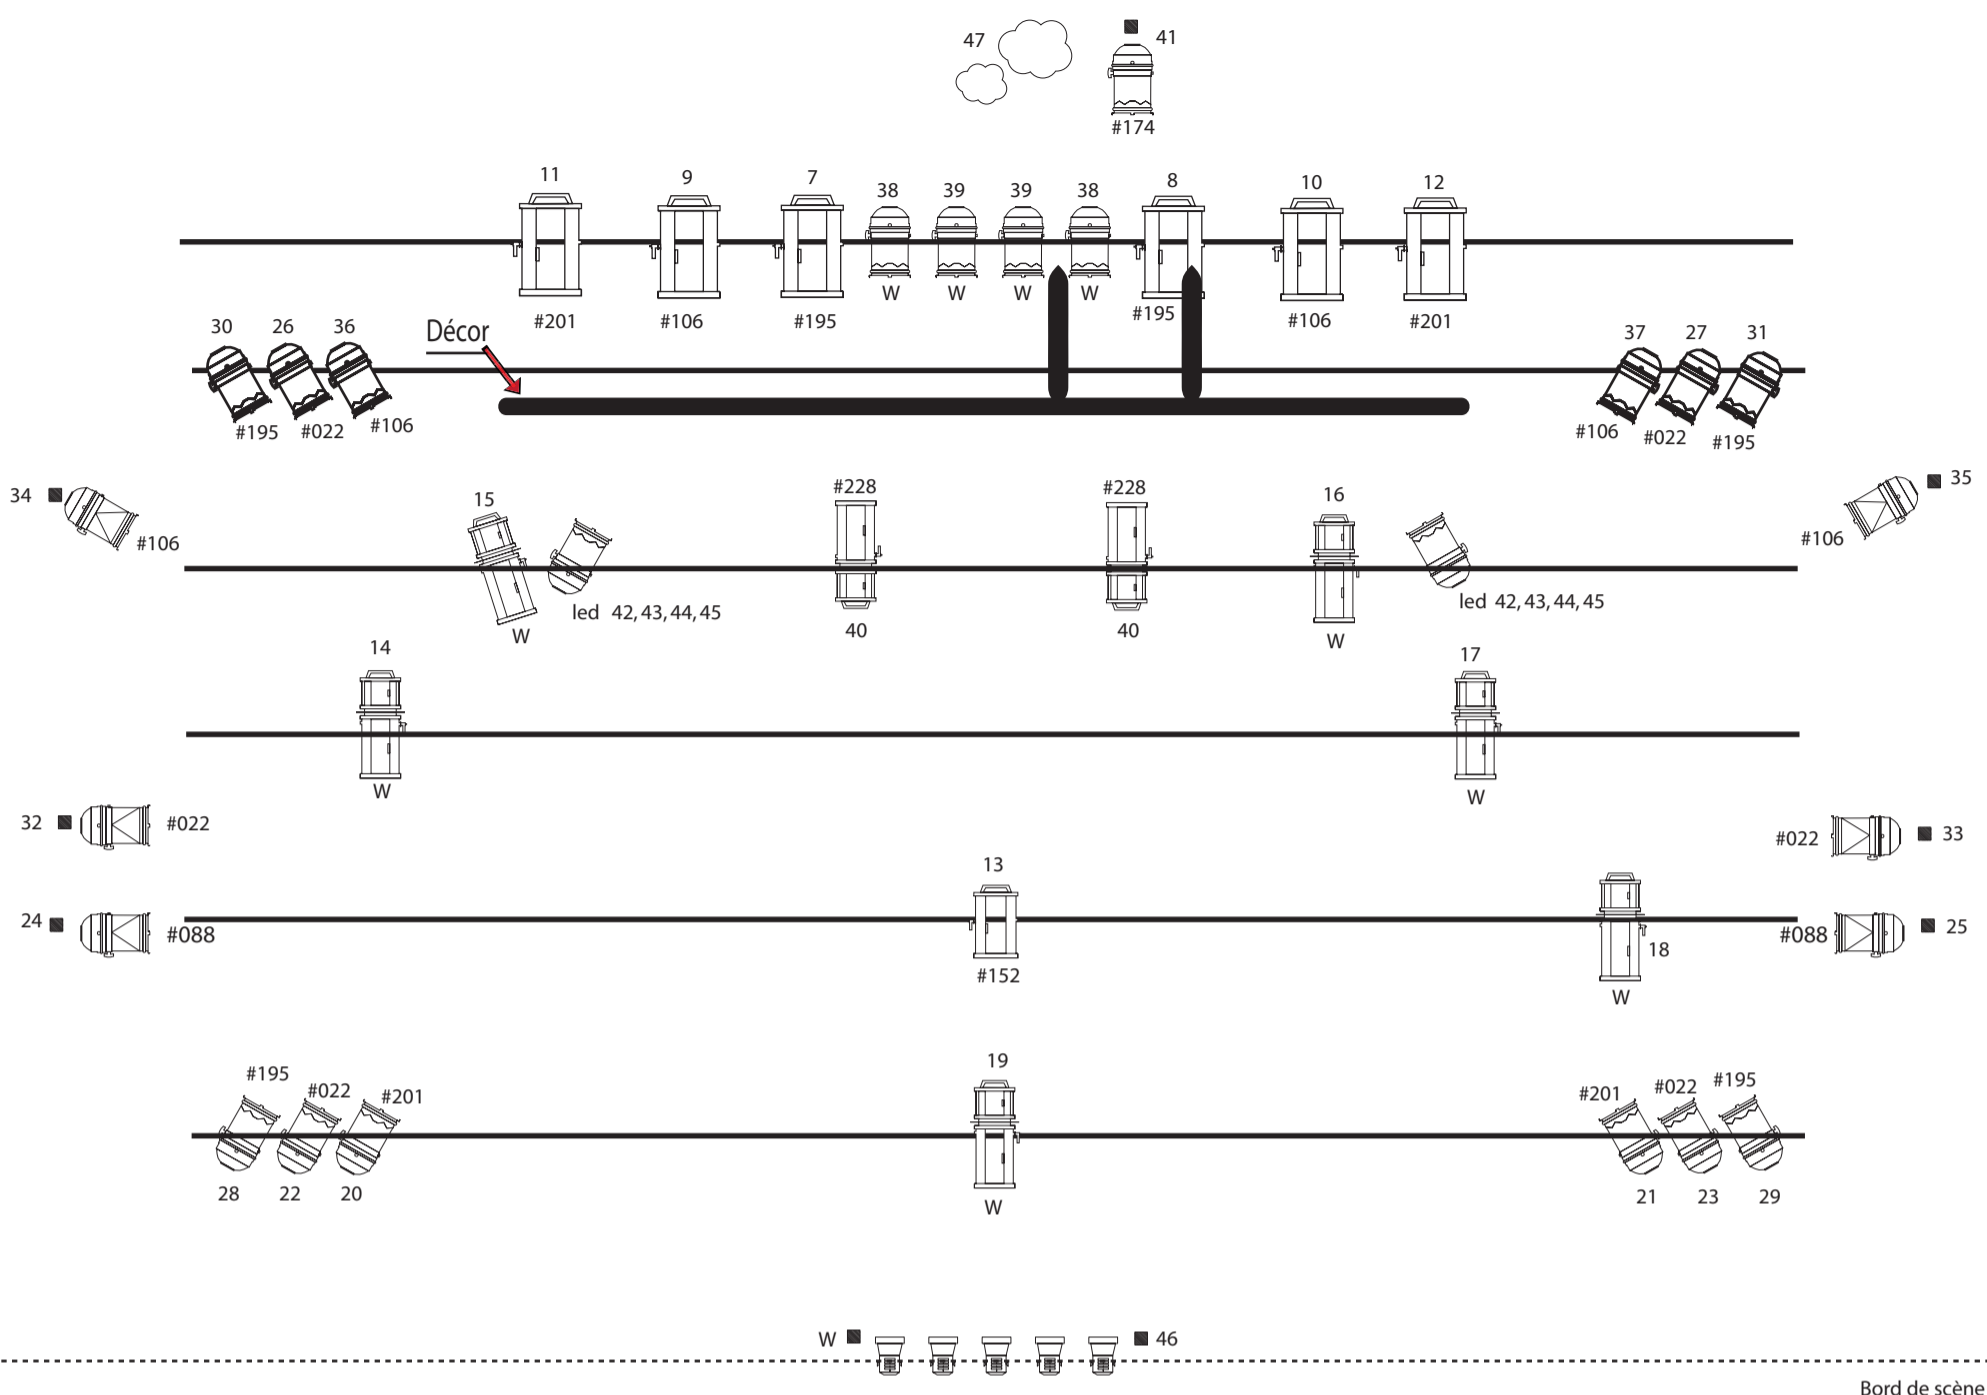 47 41
#174
11 9 7 38 39 39 38 8 10 12
W W W W
#201 #106 #195 #195 #106 #201
30 26 36 Décor 37 27 31
#195 #022 #106 #106 #022 #195
34 #228 #228 35
15 16
#106 #106
led 42, 43, 44, 45 led 42, 43, 44, 45
W 40 40 W
14 17
W W
32 #022 #022 33
13
24 #088 #088 25
18
#152
W
19
#195 #022 #201 #201 #022 #195
28 22 20 21 23 29
W
W 46
Bord de scène